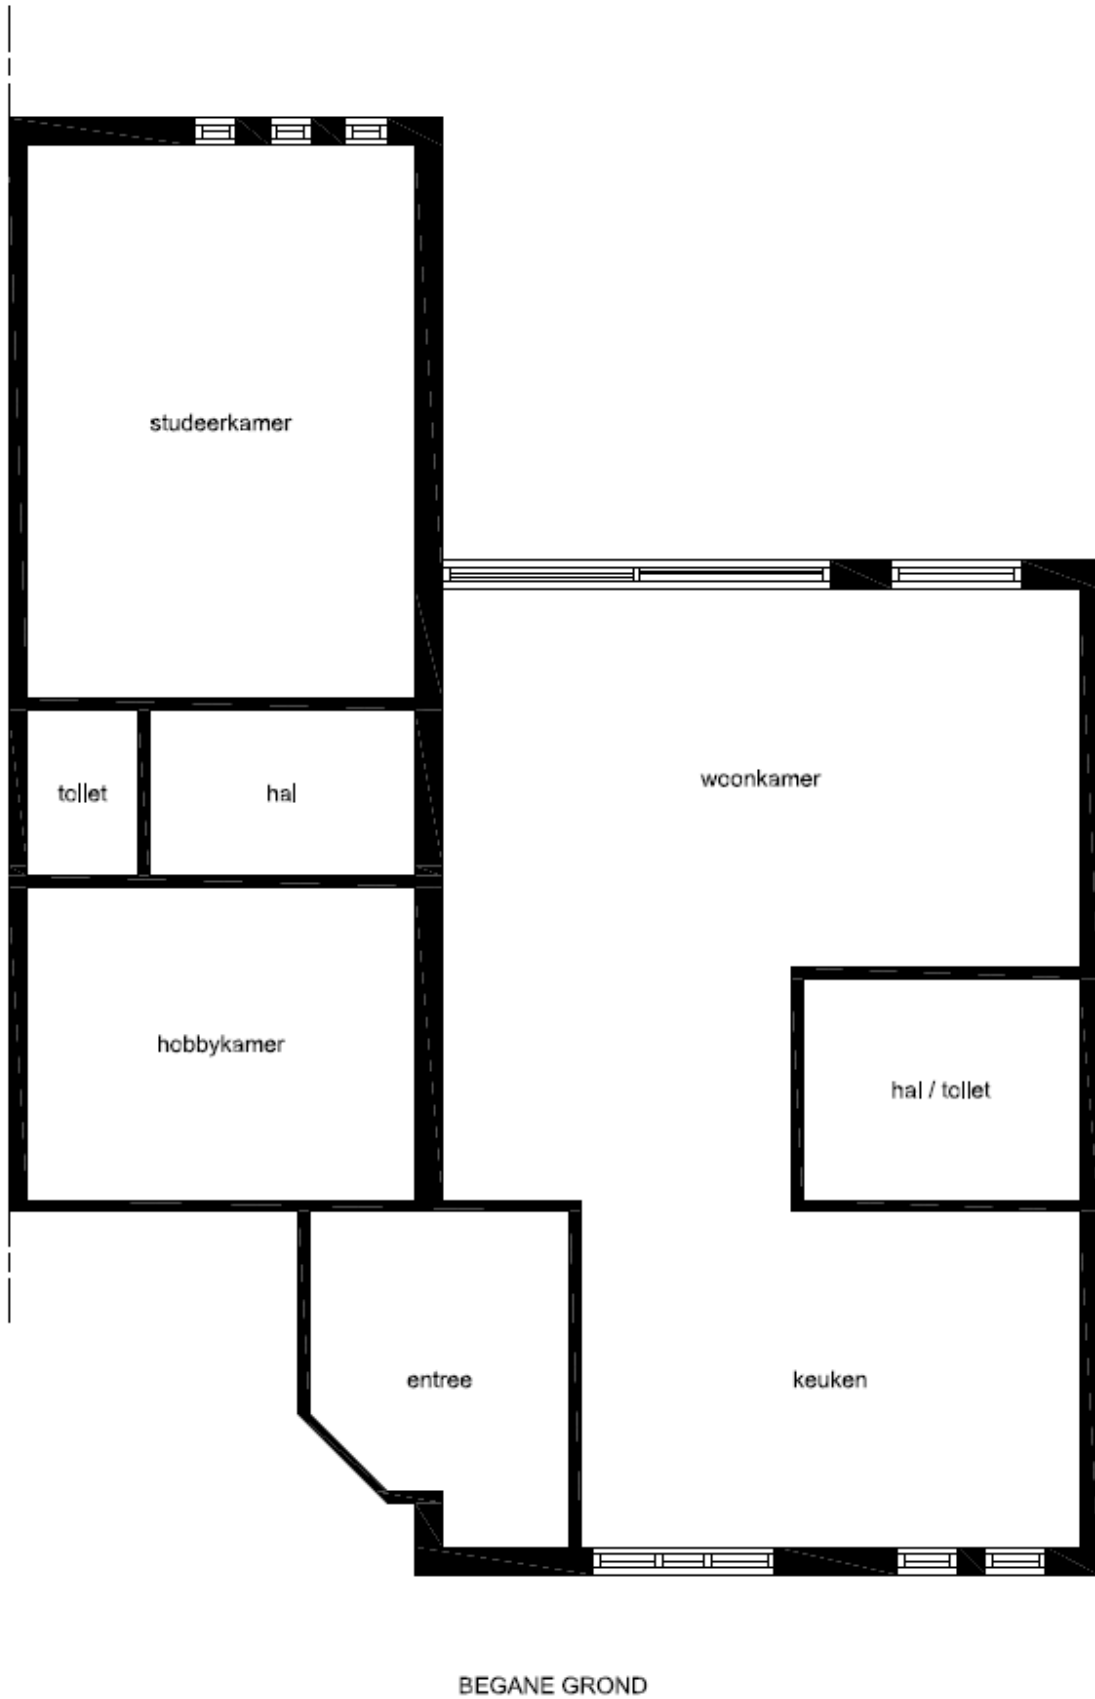 studeerkamer
woonkamer
toilet
hal
hobbykamer
hal / toilet
entree
keuken
BEGANE GROND